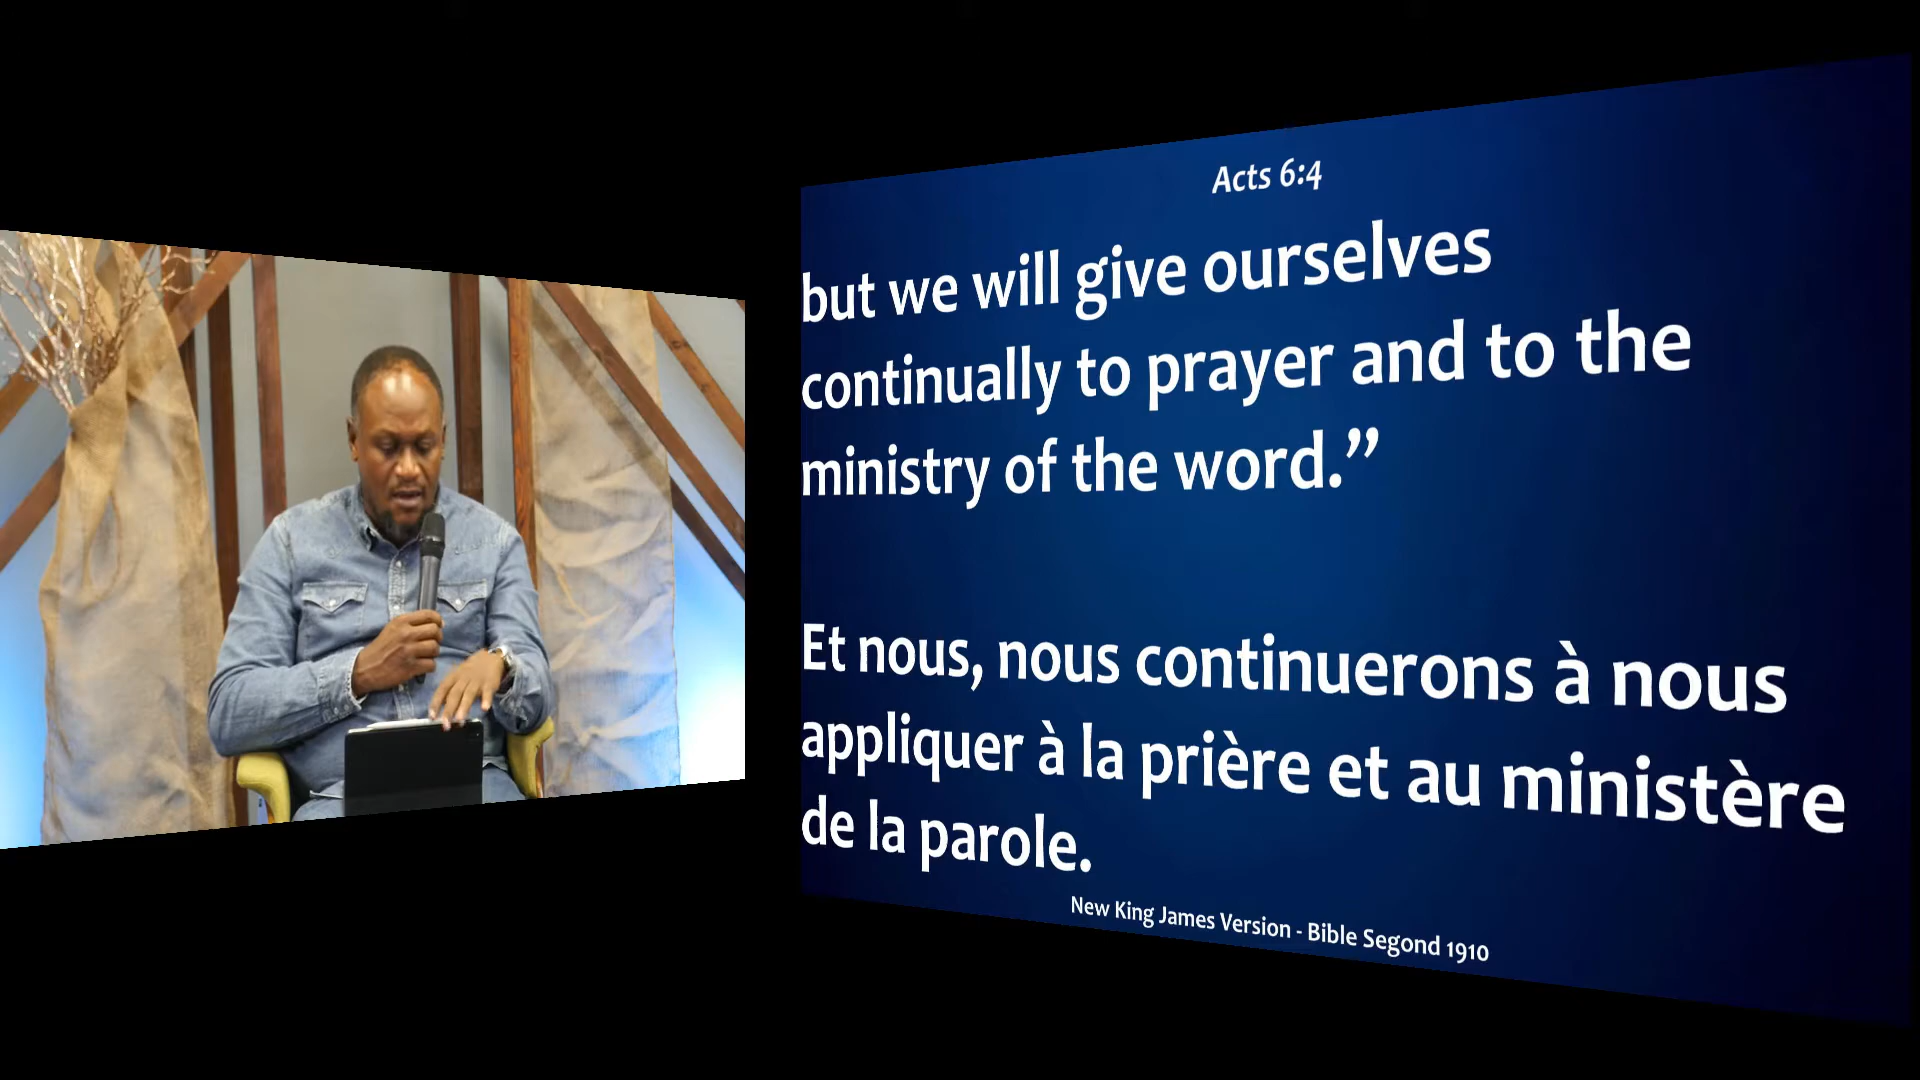 Acts 6:4
but we will give ourselves
continually to prayer and to the
ministry of the word.”
Et nous, nous continuerons à nous
appliquer à la prière et au ministère
de la parole.
New King James Version - Bible Segond 1910